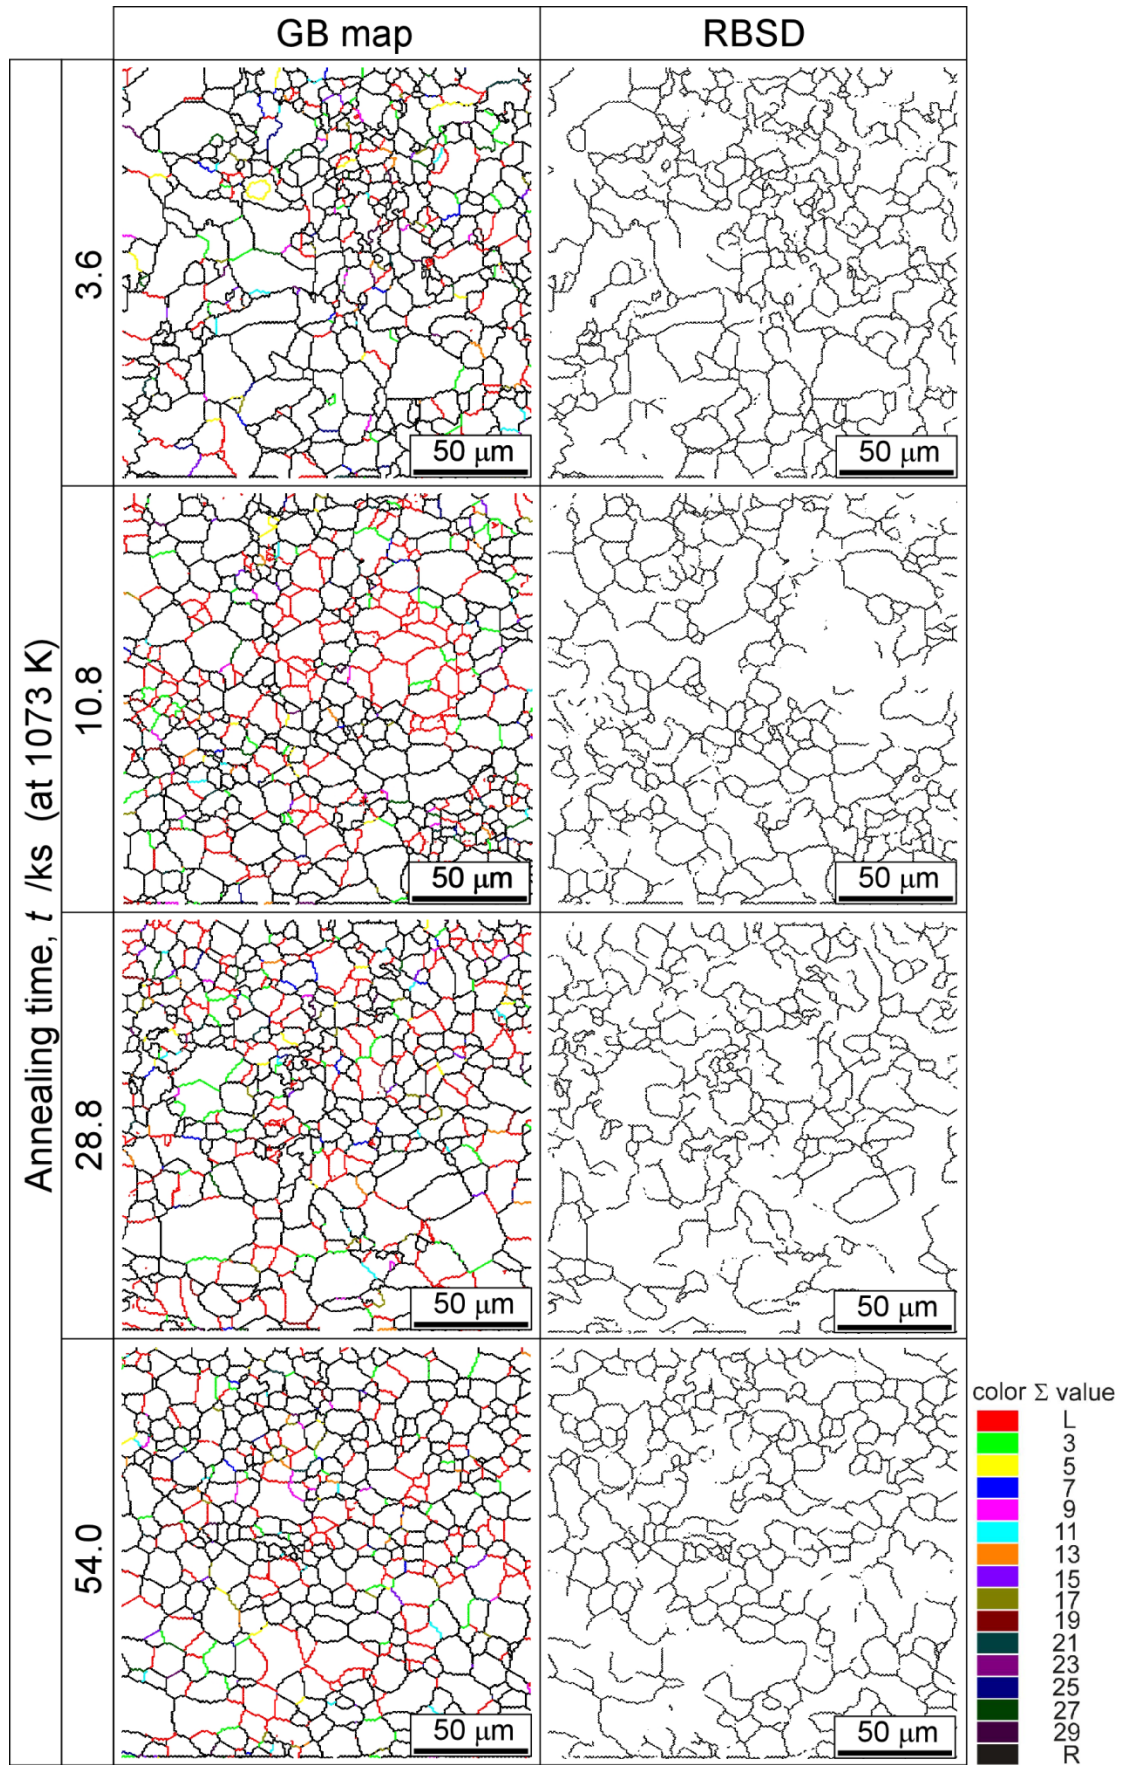 GB map
RBSD
Annealing time, t /ks (at 1073 K)
3.6
50 μm
50 μm
10.8
50 μm
50 μm
28.8
50 μm
50 μm
54.0
50 μm
50 μm
color Σ value
L
3
5
7
9
11
13
15
17
19
21
23
25
27
29
R